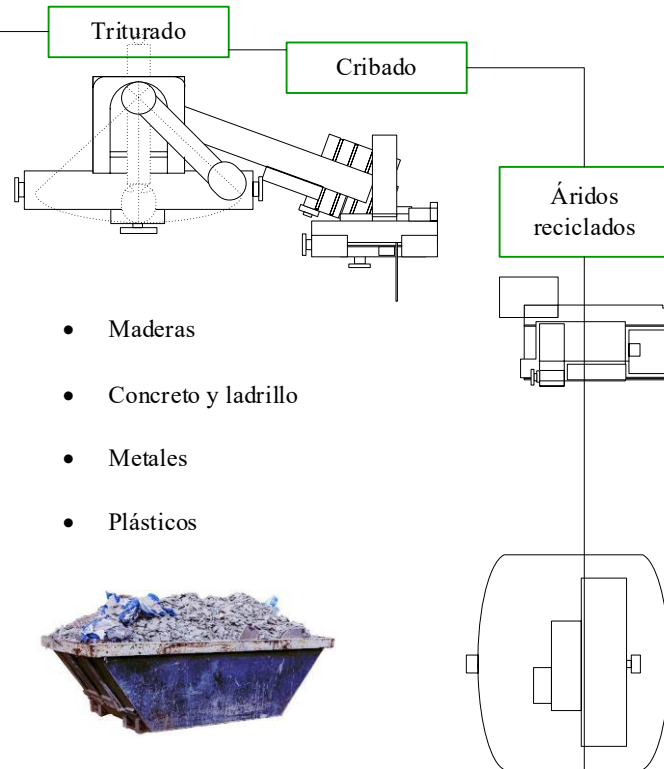 Triturado
Cribado
Áridos
reciclados
• Maderas
• Concreto y ladrillo
• Metales
• Plásticos